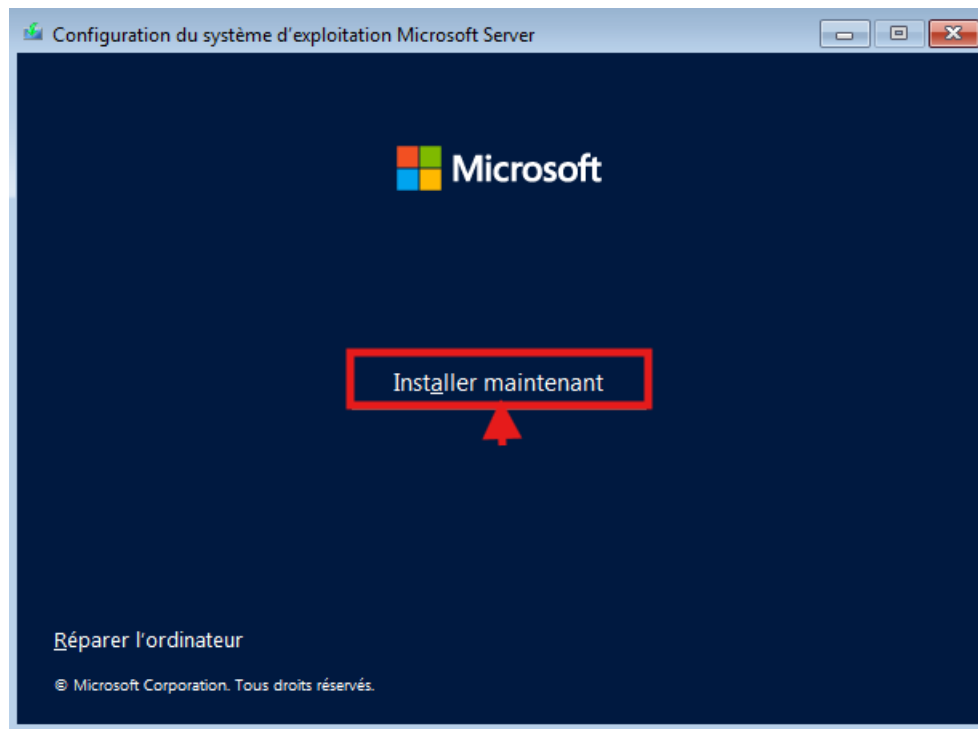 Configuration du système d'exploitation Microsoft Server
Microsoft
Installer maintenant
Réparer l'ordinateur
© Microsoft Corporation. Tous droits réservés.